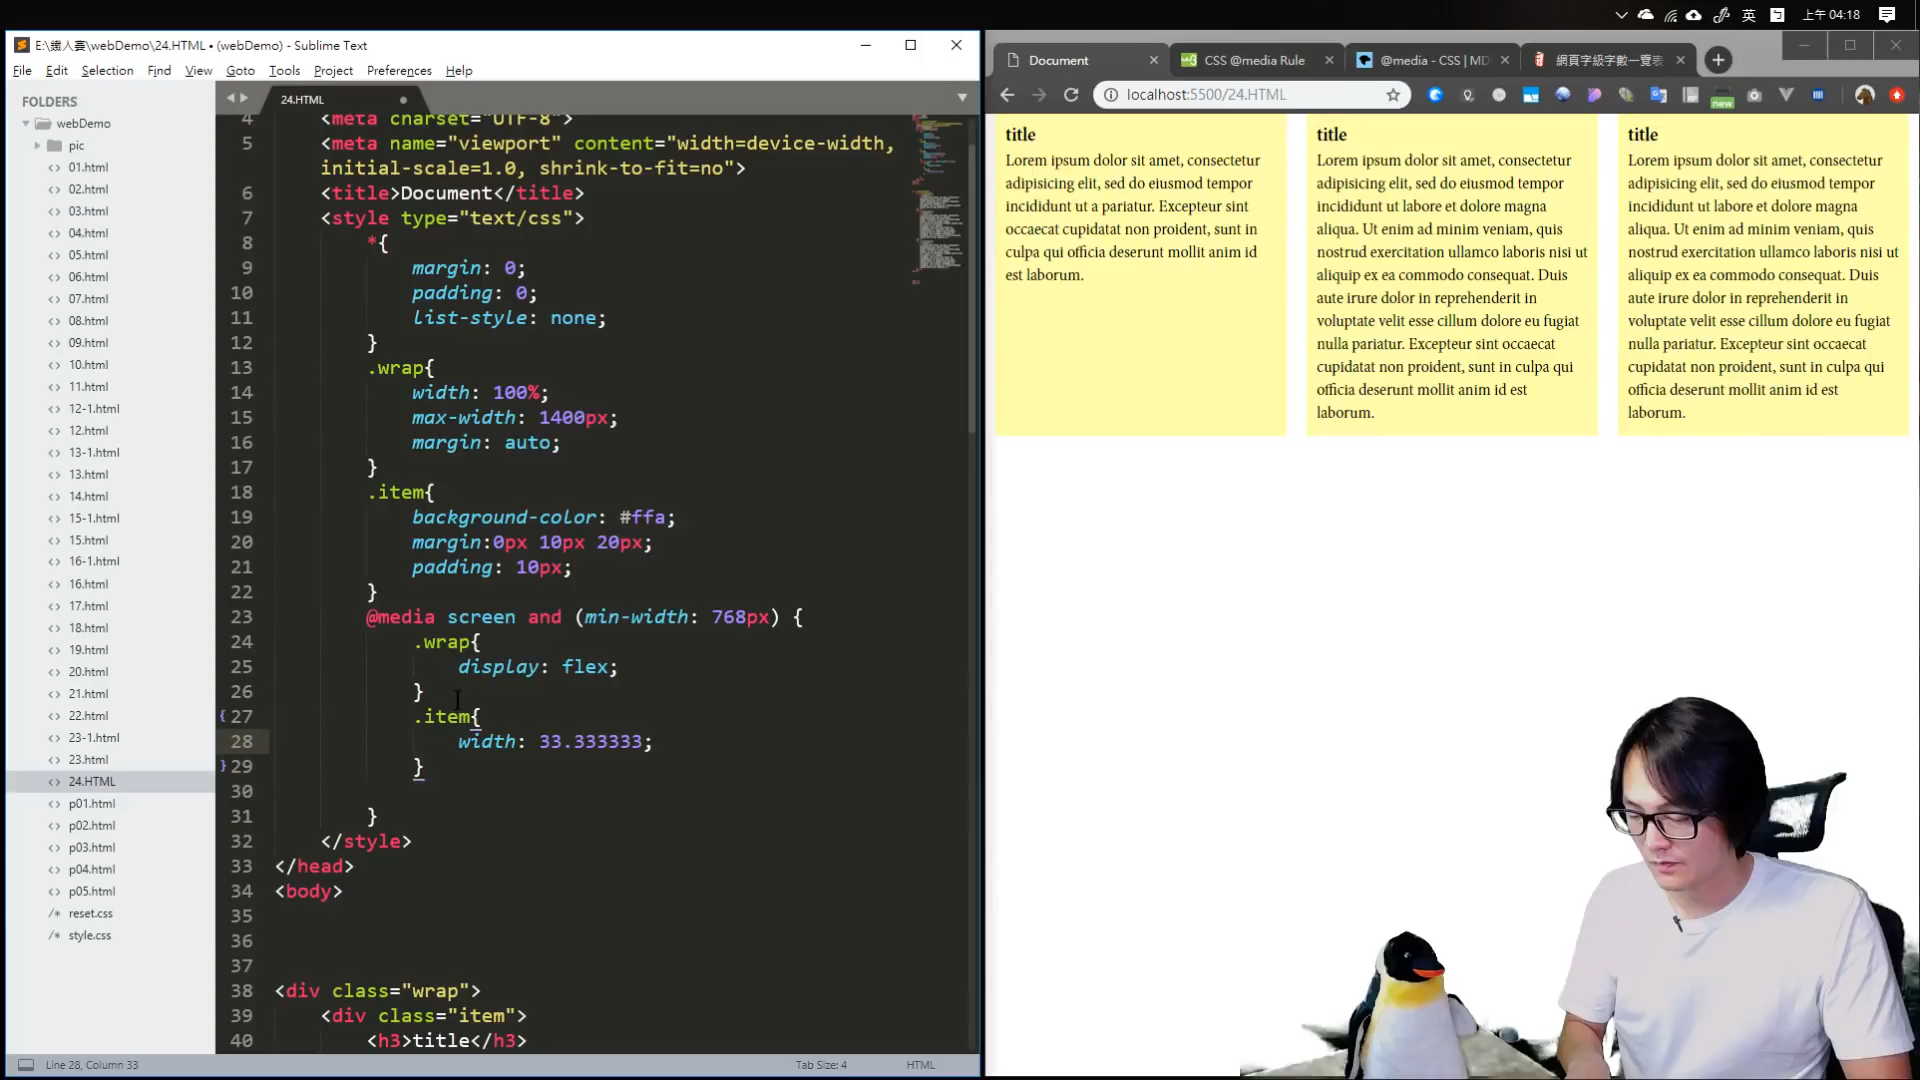 上午 04:18
英
E:\鐵人賽\webDemo\24.HTML • (webDemo) - Sublime Text
File Edit Selection Find View Goto Tools Project Preferences Help
FOLDERS
webDemo
pic
01.html
02.html
03.html
04.html
05.html
06.html
07.html
08.html
09.html
10.html
11.html
12-1.html
12.html
13-1.html
13.html
14.html
15-1.html
15.html
16-1.html
16.html
17.html
18.html
19.html
20.html
21.html
22.html
23-1.html
23.html
24.HTML
p01.html
p02.html
p03.html
p04.html
p05.html
/* reset.css
/* style.css
24.HTML
4 <meta charset="UTF-8">
5 <meta name="viewport" content="width=device-width,
initial-scale=1.0, shrink-to-fit=no">
6 <title>Document</title>
7 <style type="text/css">
8 *{
9 margin: 0;
10 padding: 0;
11 list-style: none;
12 }
13 .wrap{
14 width: 100%;
15 max-width: 1400px;
16 margin: auto;
17 }
18 .item{
19 background-color: #ffa;
20 margin:0px 10px 20px;
21 padding: 10px;
22 }
23 @media screen and (min-width: 768px) {
24 .wrap{
25 display: flex;
26 }
27 .item{
28 width: 33.333333;
29 }
30
31 }
32 </style>
33 </head>
34 <body>
35
36
37
38 <div class="wrap">
39 <div class="item">
40 <h3>title</h3>
Line 28, Column 33
Tab Size: 4
HTML
Document
CSS @media Rule
@media - CSS | MD
網頁字級字數一覽表
localhost:5500/24.HTML
new
title
Lorem ipsum dolor sit amet, consectetur
adipisicing elit, sed do eiusmod tempor
incididunt ut a pariatur. Excepteur sint
occaecat cupidatat non proident, sunt in
culpa qui officia deserunt mollit anim id
est laborum.
title
Lorem ipsum dolor sit amet, consectetur
adipisicing elit, sed do eiusmod tempor
incididunt ut labore et dolore magna
aliqua. Ut enim ad minim veniam, quis
nostrud exercitation ullamco laboris nisi ut
aliquip ex ea commodo consequat. Duis
aute irure dolor in reprehenderit in
voluptate velit esse cillum dolore eu fugiat
nulla pariatur. Excepteur sint occaecat
cupidatat non proident, sunt in culpa qui
officia deserunt mollit anim id est
laborum.
title
Lorem ipsum dolor sit amet, consectetur
adipisicing elit, sed do eiusmod tempor
incididunt ut labore et dolore magna
aliqua. Ut enim ad minim veniam, quis
nostrud exercitation ullamco laboris nisi ut
aliquip ex ea commodo consequat. Duis
aute irure dolor in reprehenderit in
voluptate velit esse cillum dolore eu fugiat
nulla pariatur. Excepteur sint occaecat
cupidatat non proident, sunt in culpa qui
officia deserunt mollit anim id est
laborum.